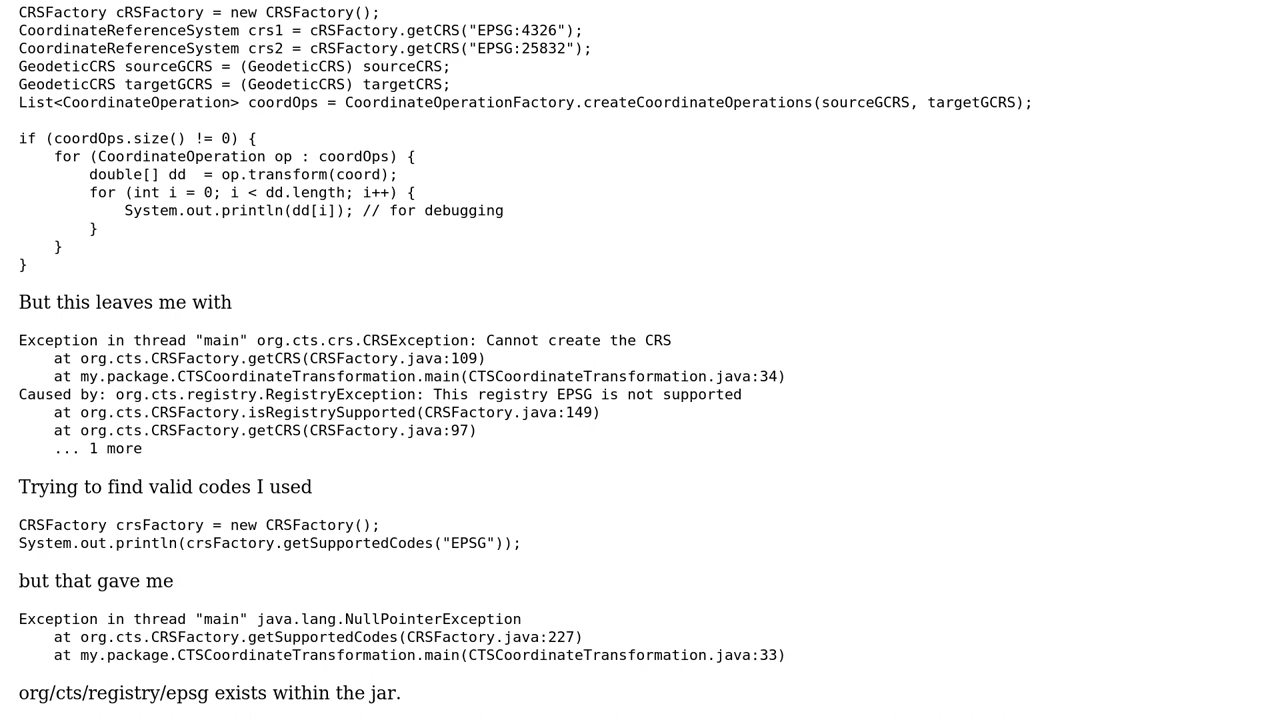 CRSFactory cRSFactory = new CRSFactory();
CoordinateReferenceSystem crs1 = cRSFactory.getCRS("EPSG:4326");
CoordinateReferenceSystem crs2 = cRSFactory.getCRS("EPSG:25832");
GeodeticCRS sourceGCRS = (GeodeticCRS) sourceCRS;
GeodeticCRS targetGCRS = (GeodeticCRS) targetCRS;
List<CoordinateOperation> coordOps = CoordinateOperationFactory.createCoordinateOperations(sourceGCRS, targetGCRS);

if (coordOps.size() != 0) {
    for (CoordinateOperation op : coordOps) {
        double[] dd  = op.transform(coord);
        for (int i = 0; i < dd.length; i++) {
            System.out.println(dd[i]); // for debugging
        }
    }
}
But this leaves me with
Exception in thread "main" org.cts.crs.CRSException: Cannot create the CRS
    at org.cts.CRSFactory.getCRS(CRSFactory.java:109)
    at my.package.CTSCoordinateTransformation.main(CTSCoordinateTransformation.java:34)
Caused by: org.cts.registry.RegistryException: This registry EPSG is not supported
    at org.cts.CRSFactory.isRegistrySupported(CRSFactory.java:149)
    at org.cts.CRSFactory.getCRS(CRSFactory.java:97)
    ... 1 more
Trying to find valid codes I used
CRSFactory crsFactory = new CRSFactory();
System.out.println(crsFactory.getSupportedCodes("EPSG"));
but that gave me
Exception in thread "main" java.lang.NullPointerException
    at org.cts.CRSFactory.getSupportedCodes(CRSFactory.java:227)
    at my.package.CTSCoordinateTransformation.main(CTSCoordinateTransformation.java:33)
org/cts/registry/epsg exists within the jar.